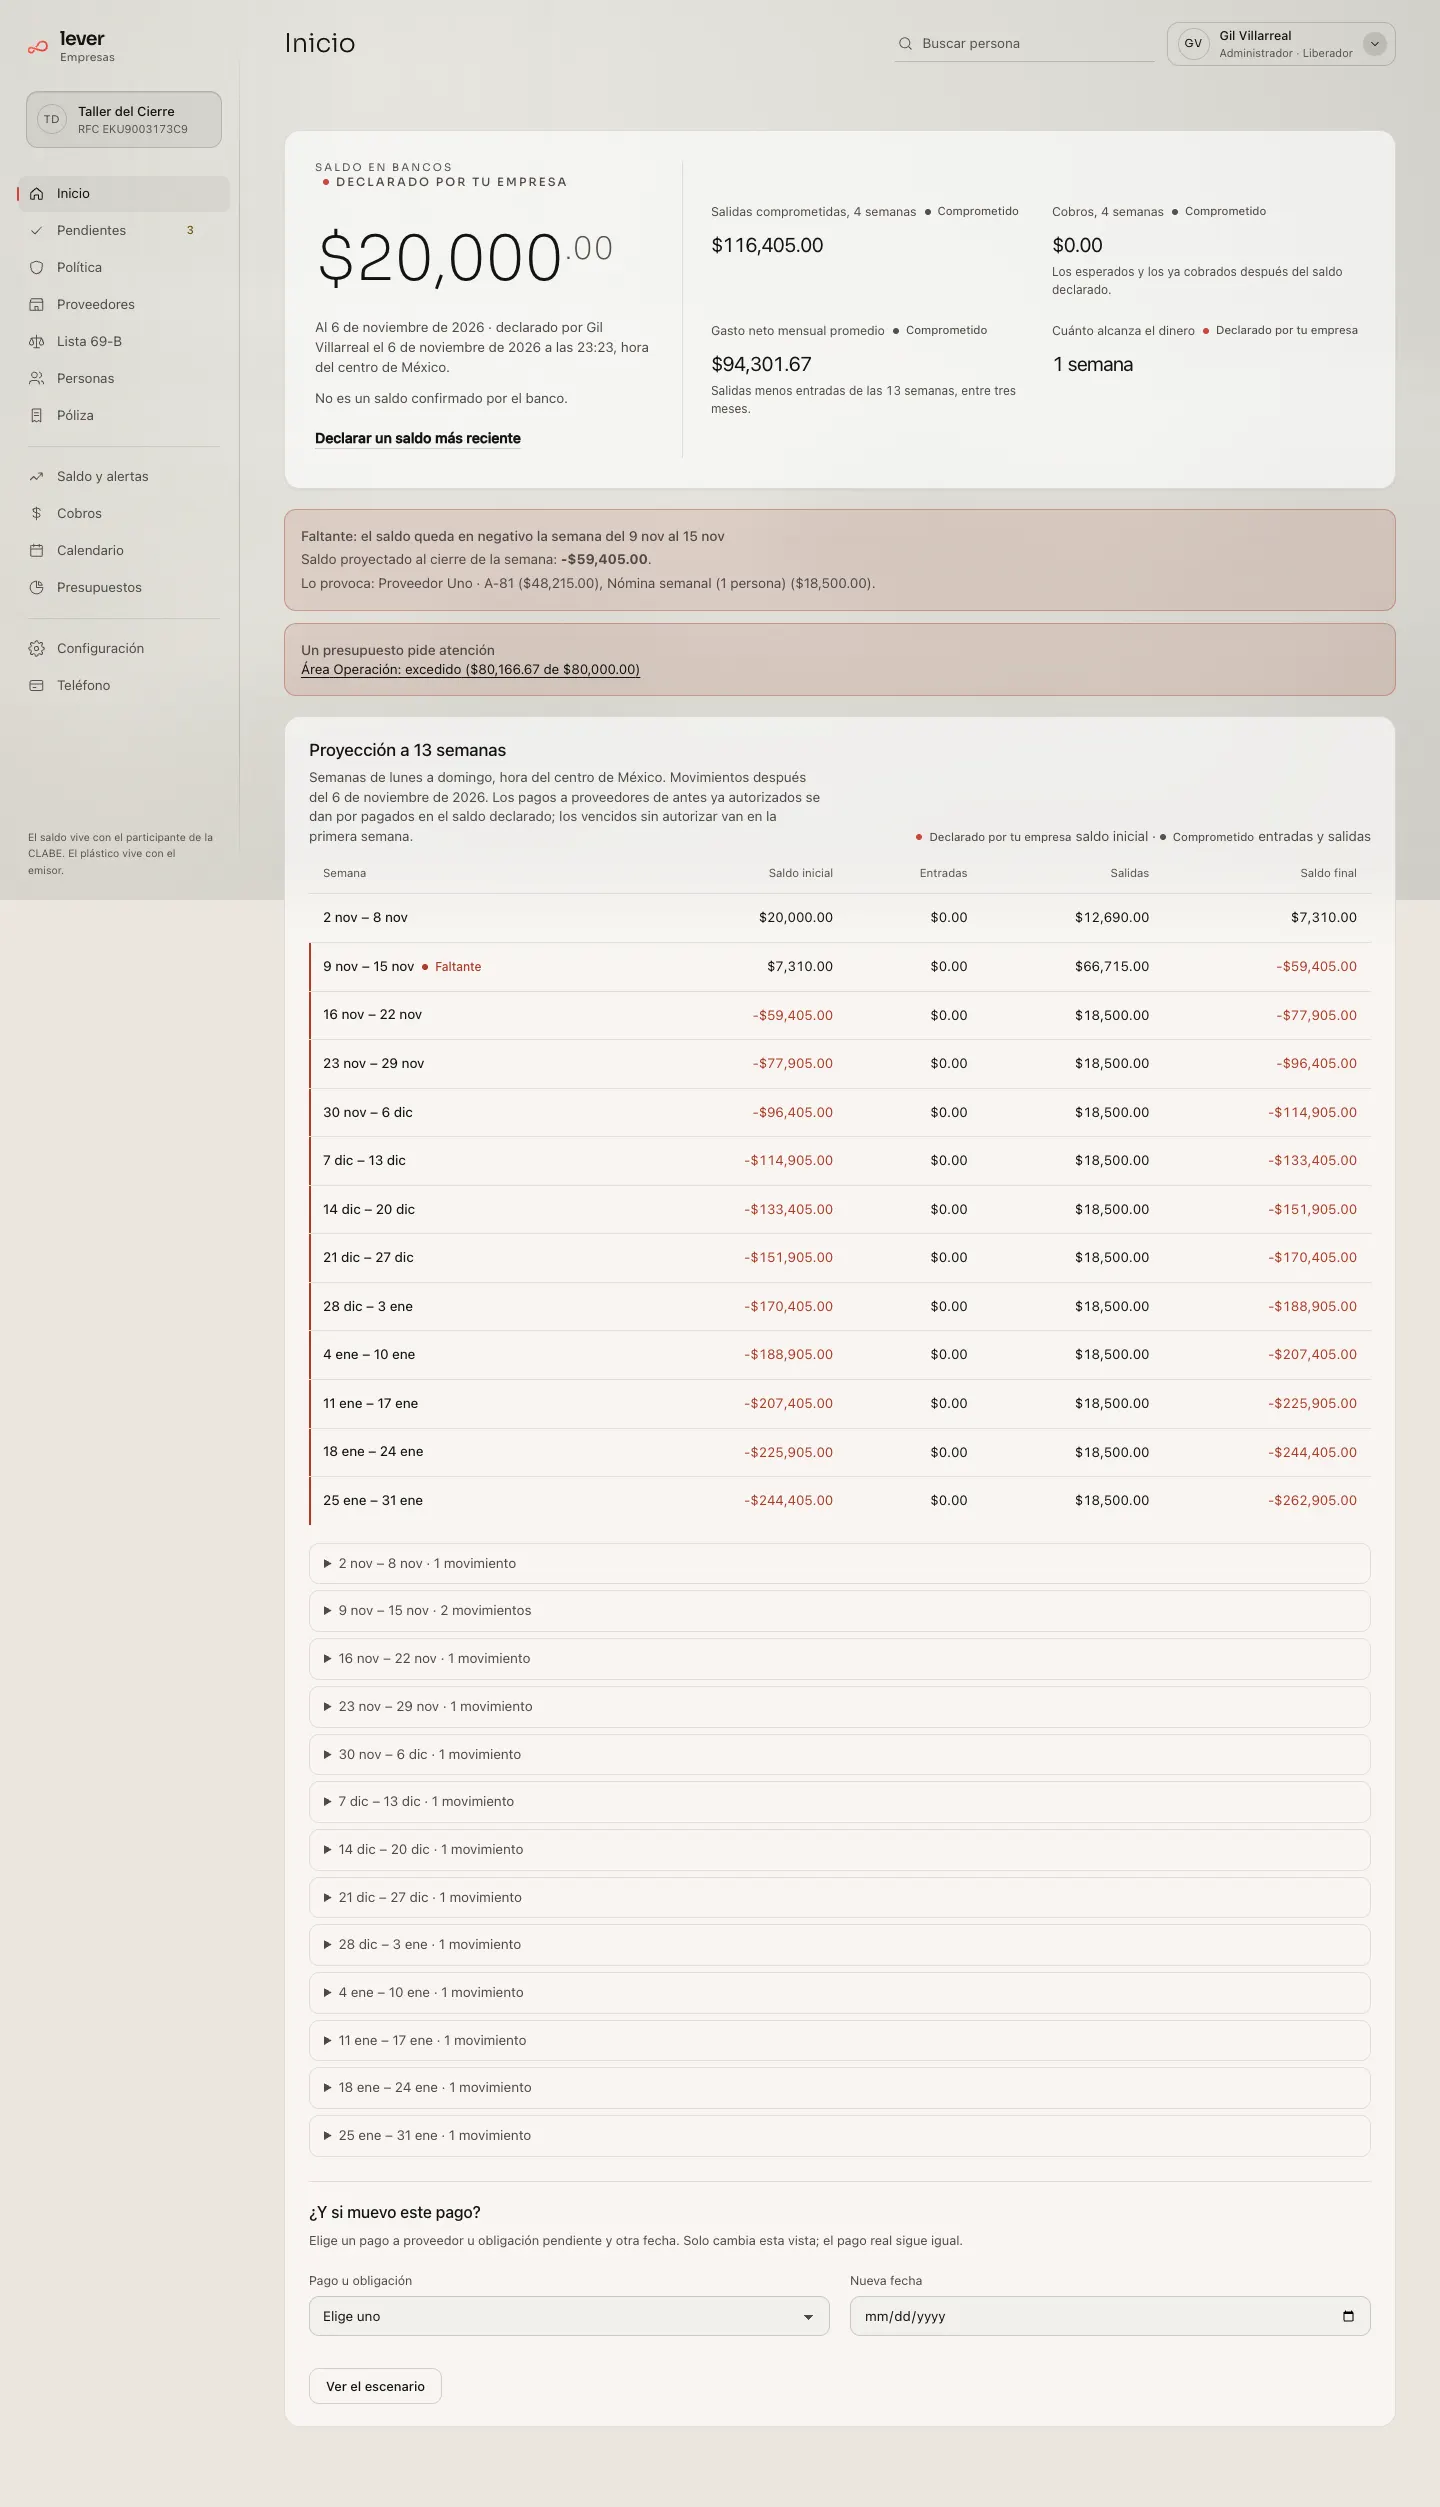 lever
Empresas
TD
Taller del Cierre
RFC EKU9003173C9
Inicio
Pendientes 3
Política
Proveedores
Lista 69-B
Personas
Póliza
Saldo y alertas
Cobros
Calendario
Presupuestos
Configuración
Teléfono
El saldo vive con el participante de la
CLABE. El plástico vive con el
emisor.
Inicio
Buscar persona
GV
Gil Villarreal
Administrador · Liberador
SALDO EN BANCOS
DECLARADO POR TU EMPRESA
$20,000.00
Al 6 de noviembre de 2026 · declarado por Gil
Villarreal el 6 de noviembre de 2026 a las 23:23, hora
del centro de México.
No es un saldo confirmado por el banco.
Declarar un saldo más reciente
Salidas comprometidas, 4 semanas Comprometido
$116,405.00
Cobros, 4 semanas Comprometido
$0.00
Los esperados y los ya cobrados después del saldo
declarado.
Gasto neto mensual promedio Comprometido
$94,301.67
Salidas menos entradas de las 13 semanas, entre tres
meses.
Cuánto alcanza el dinero Declarado por tu empresa
1 semana
Faltante: el saldo queda en negativo la semana del 9 nov al 15 nov
Saldo proyectado al cierre de la semana: -$59,405.00.
Lo provoca: Proveedor Uno · A-81 ($48,215.00), Nómina semanal (1 persona) ($18,500.00).
Un presupuesto pide atención
Área Operación: excedido ($80,166.67 de $80,000.00)
Proyección a 13 semanas
Semanas de lunes a domingo, hora del centro de México. Movimientos después
del 6 de noviembre de 2026. Los pagos a proveedores de antes ya autorizados se
dan por pagados en el saldo declarado; los vencidos sin autorizar van en la
primera semana.
Declarado por tu empresa saldo inicial · Comprometido entradas y salidas
Semana Saldo inicial Entradas Salidas Saldo final
2 nov – 8 nov $20,000.00 $0.00 $12,690.00 $7,310.00
9 nov – 15 nov Faltante $7,310.00 $0.00 $66,715.00 -$59,405.00
16 nov – 22 nov -$59,405.00 $0.00 $18,500.00 -$77,905.00
23 nov – 29 nov -$77,905.00 $0.00 $18,500.00 -$96,405.00
30 nov – 6 dic -$96,405.00 $0.00 $18,500.00 -$114,905.00
7 dic – 13 dic -$114,905.00 $0.00 $18,500.00 -$133,405.00
14 dic – 20 dic -$133,405.00 $0.00 $18,500.00 -$151,905.00
21 dic – 27 dic -$151,905.00 $0.00 $18,500.00 -$170,405.00
28 dic – 3 ene -$170,405.00 $0.00 $18,500.00 -$188,905.00
4 ene – 10 ene -$188,905.00 $0.00 $18,500.00 -$207,405.00
11 ene – 17 ene -$207,405.00 $0.00 $18,500.00 -$225,905.00
18 ene – 24 ene -$225,905.00 $0.00 $18,500.00 -$244,405.00
25 ene – 31 ene -$244,405.00 $0.00 $18,500.00 -$262,905.00
2 nov – 8 nov · 1 movimiento
9 nov – 15 nov · 2 movimientos
16 nov – 22 nov · 1 movimiento
23 nov – 29 nov · 1 movimiento
30 nov – 6 dic · 1 movimiento
7 dic – 13 dic · 1 movimiento
14 dic – 20 dic · 1 movimiento
21 dic – 27 dic · 1 movimiento
28 dic – 3 ene · 1 movimiento
4 ene – 10 ene · 1 movimiento
11 ene – 17 ene · 1 movimiento
18 ene – 24 ene · 1 movimiento
25 ene – 31 ene · 1 movimiento
¿Y si muevo este pago?
Elige un pago a proveedor u obligación pendiente y otra fecha. Solo cambia esta vista; el pago real sigue igual.
Pago u obligación Nueva fecha
Elige uno mm/dd/yyyy
Ver el escenario